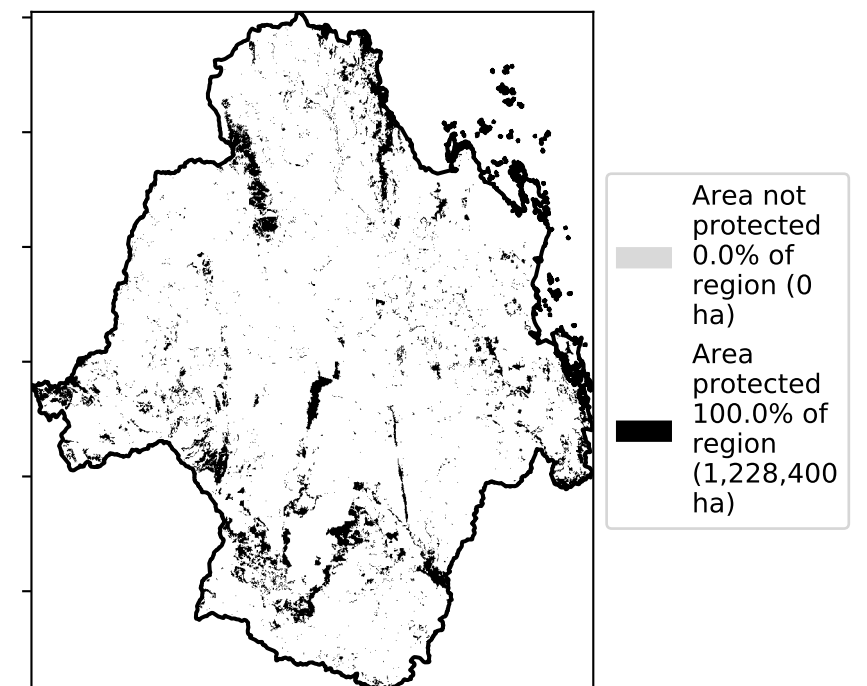 Area not
protected
0.0% of
region (0
ha)
Area
protected
100.0% of
region
(1,228,400
ha)